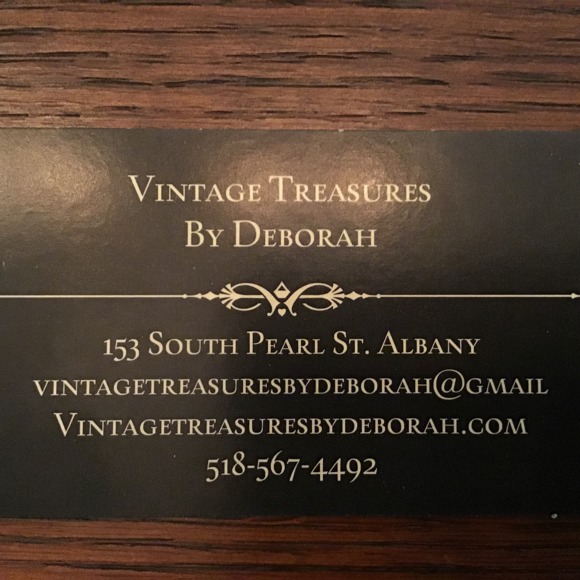 Vintage Treasures
By Deborah
153 South Pearl St. Albany
vintagetreasuresbydeborah@gmail
Vintagetreasuresbydeborah.com
518-567-4492